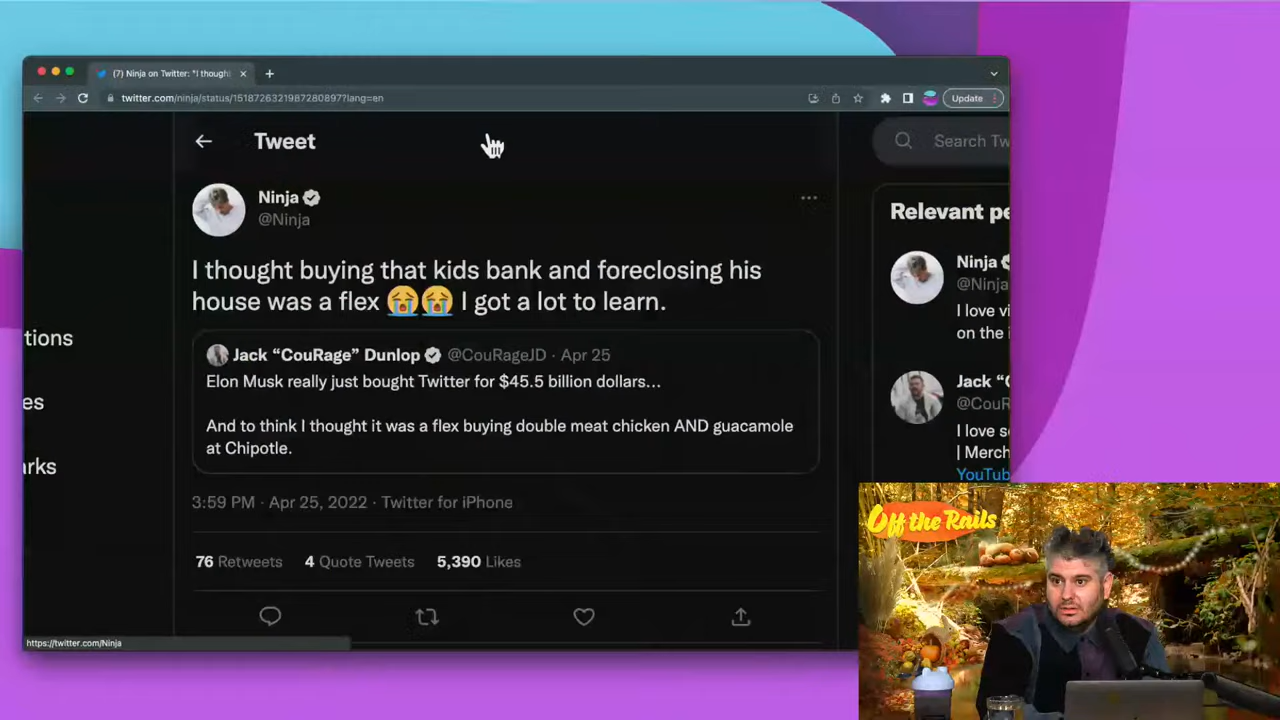 (7) Ninja on Twitter: "I though
twitter.com/ninja/status/1518726321987280897?lang=en
Update
Tweet
Search Tw
Ninja
@Ninja
I thought buying that kids bank and foreclosing his
house was a flex 😭😭 I got a lot to learn.
Jack “CouRage” Dunlop @CouRageJD · Apr 25
Elon Musk really just bought Twitter for $45.5 billion dollars…
And to think I thought it was a flex buying double meat chicken AND guacamole
at Chipotle.
3:59 PM · Apr 25, 2022 · Twitter for iPhone
76 Retweets 4 Quote Tweets 5,390 Likes
tions
es
rks
Relevant pe
Ninja
@Ninja
I love vi
on the i
Jack “C
@CouR
I love s
| Merch
YouTub
https://twitter.com/Ninja
Off the Rails